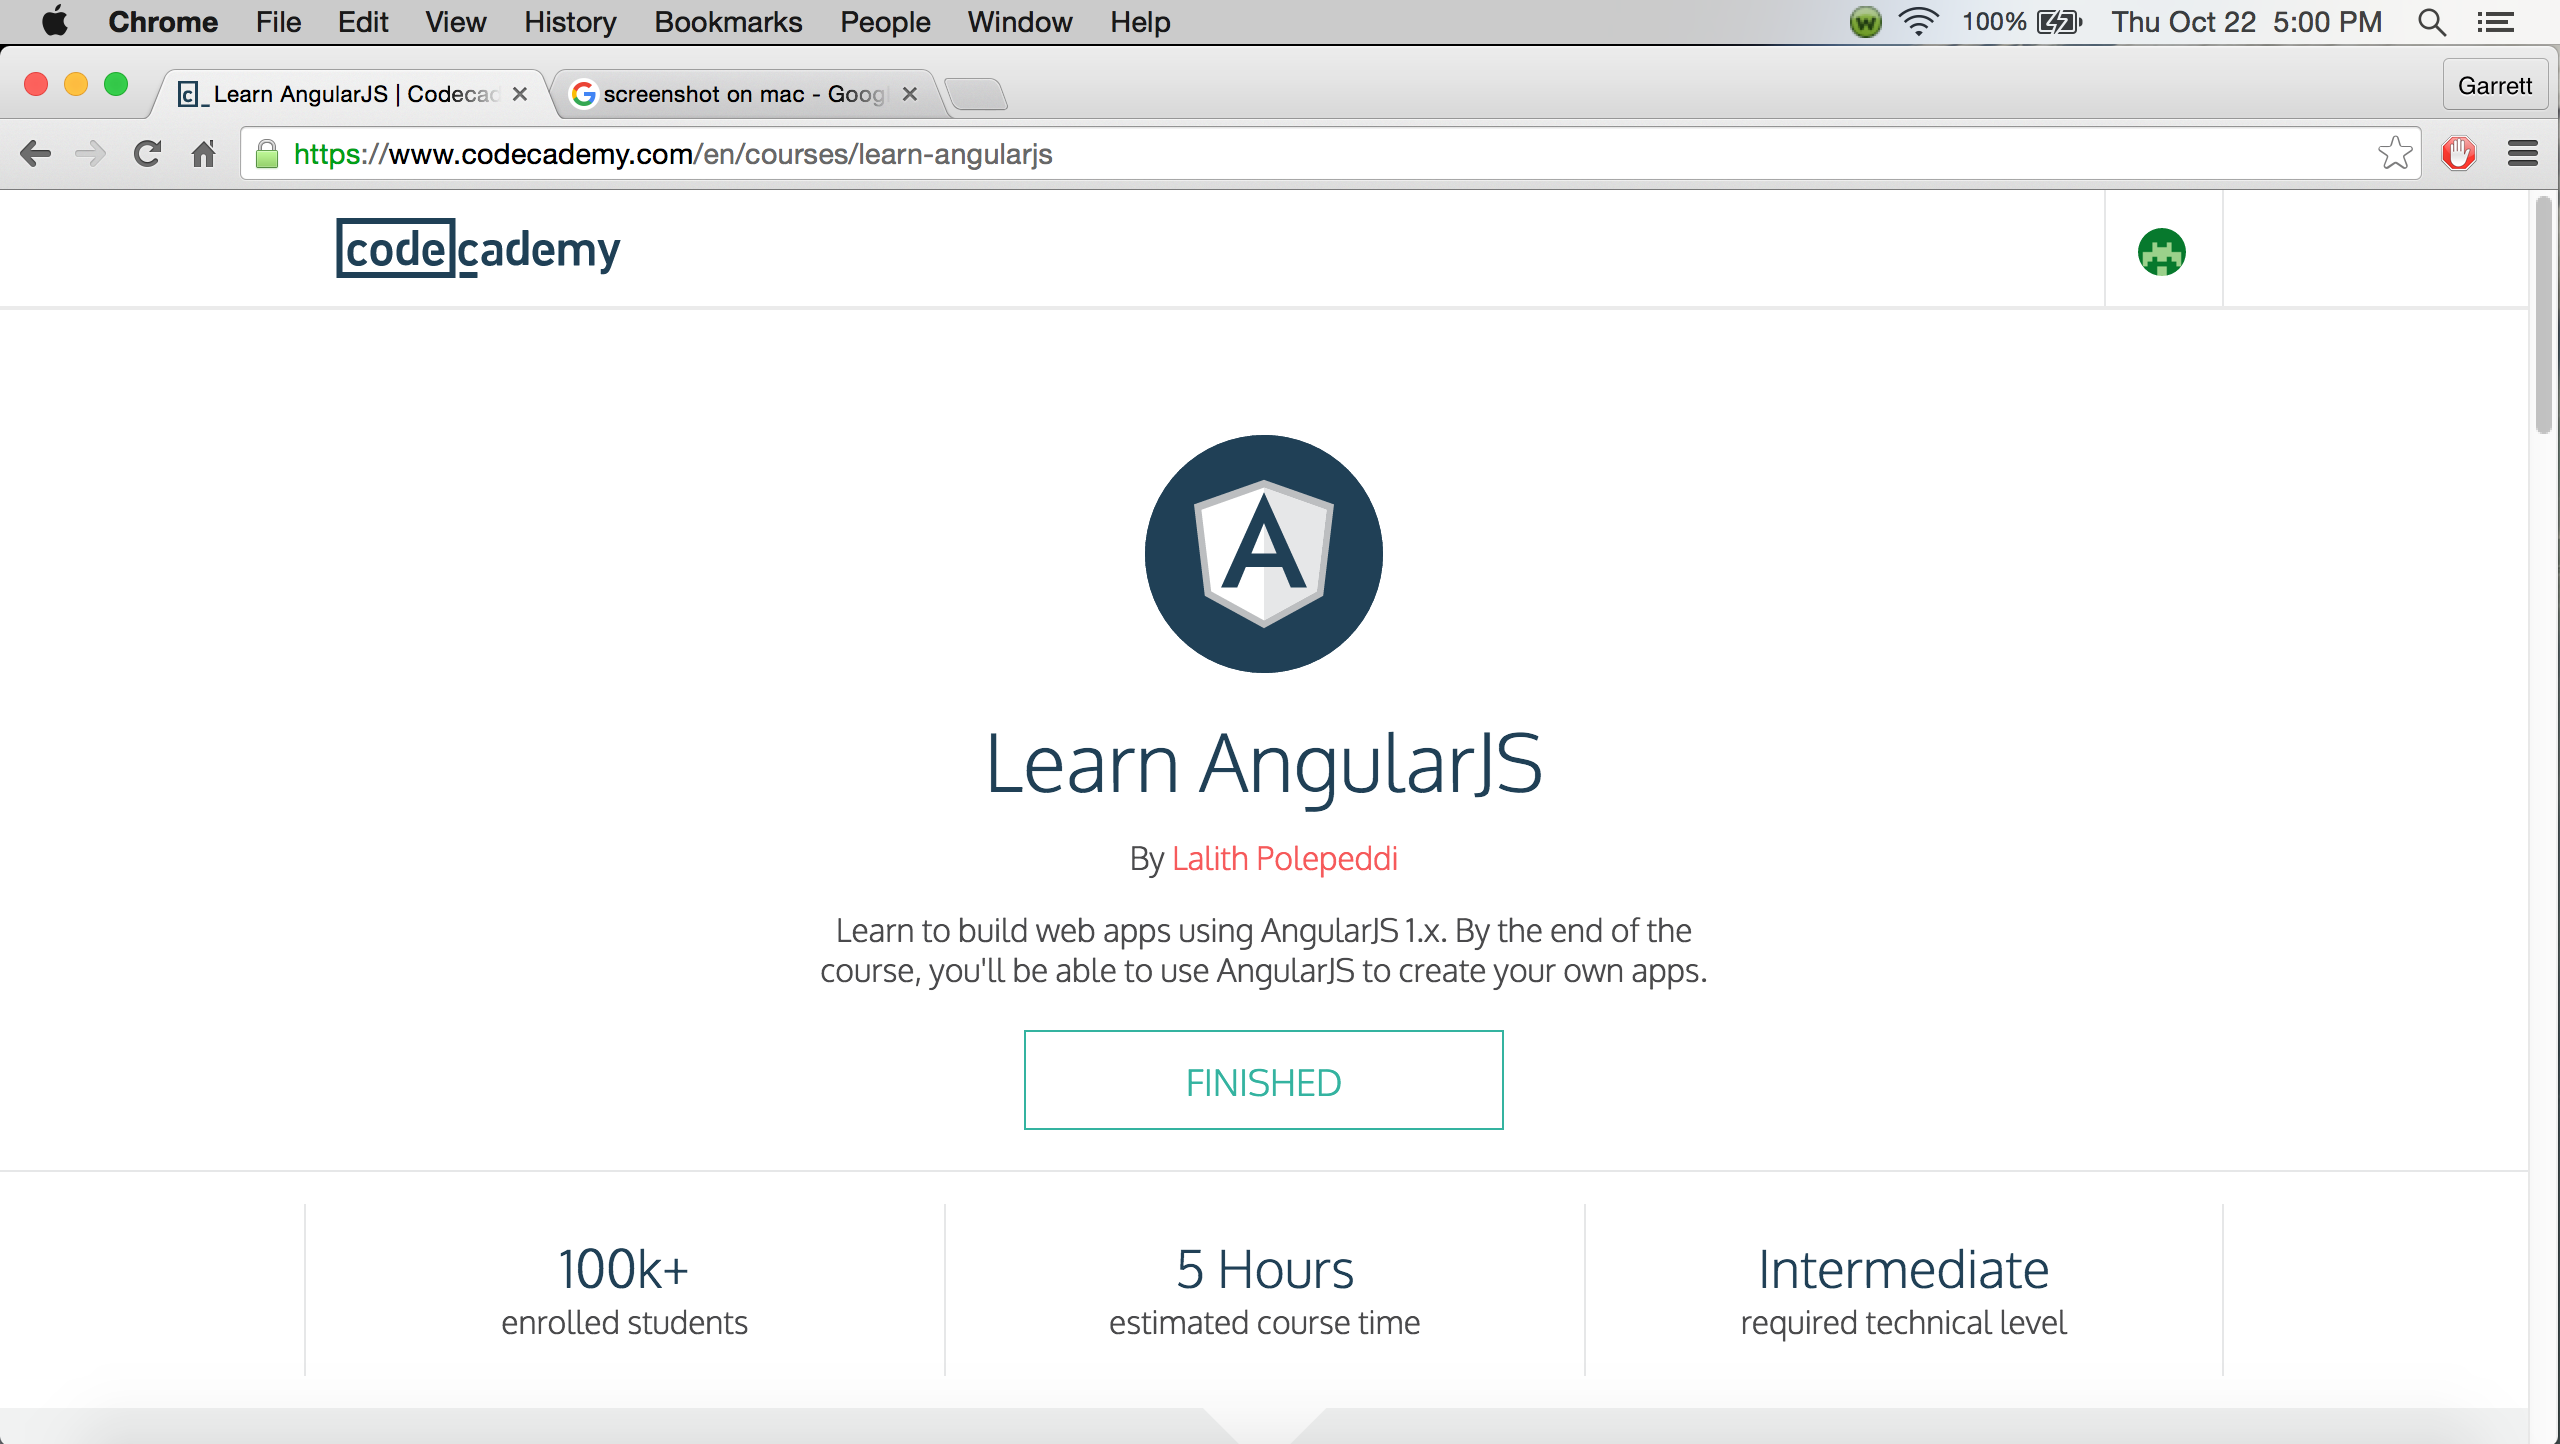 Chrome File Edit View History Bookmarks People Window Help 100% Thu Oct 22 5:00 PM
Learn AngularJS | Codecad screenshot on mac - Goog Garrett
https://www.codecademy.com/en/courses/learn-angularjs
codecademy
A
Learn AngularJS
By Lalith Polepeddi
Learn to build web apps using AngularJS 1.x. By the end of the
course, you'll be able to use AngularJS to create your own apps.
FINISHED
100k+ 5 Hours Intermediate
enrolled students estimated course time required technical level